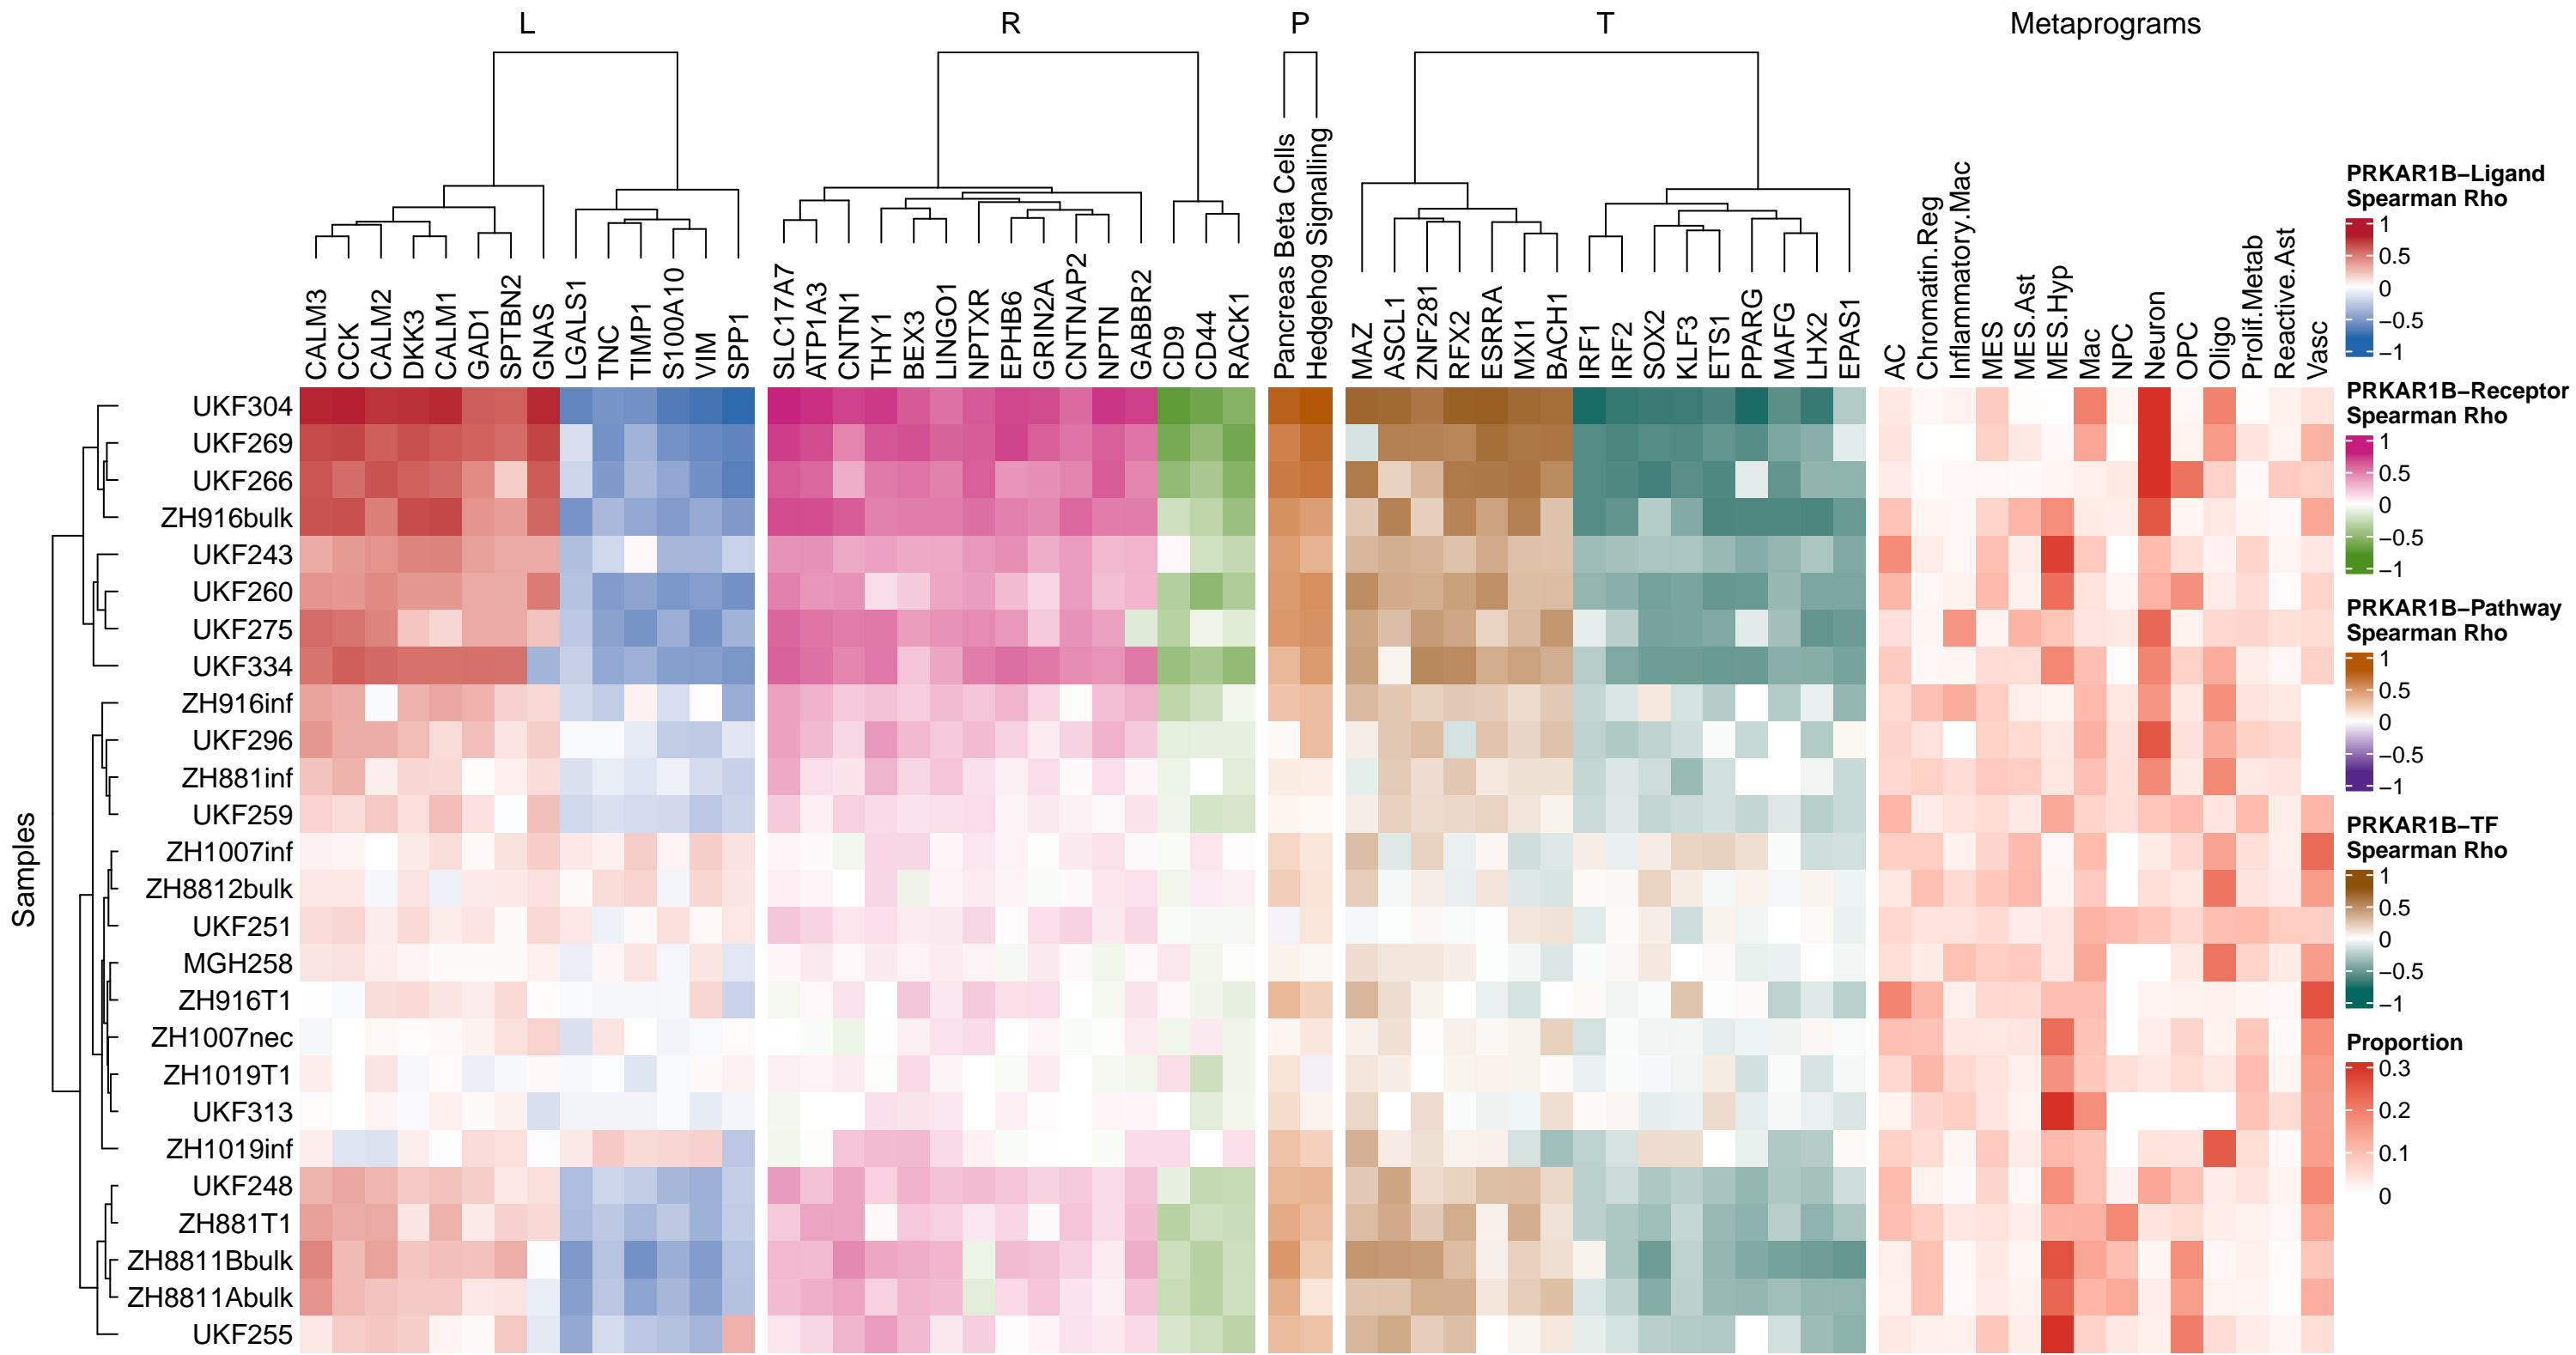 L
R
P
T
Metaprograms
CALM3
CCK
CALM2
DKK3
CALM1
GAD1
SPTBN2
GNAS
LGALS1
TNC
TIMP1
S100A10
VIM
SPP1
SLC17A7
ATP1A3
CNTN1
THY1
BEX3
LINGO1
NPTXR
EPHB6
GRIN2A
CNTNAP2
NPTN
GABBR2
CD9
CD44
RACK1
Pancreas Beta Cells
Hedgehog Signalling
MAZ
ASCL1
ZNF281
RFX2
ESRRA
MXI1
BACH1
IRF1
IRF2
SOX2
KLF3
ETS1
PPARG
MAFG
LHX2
EPAS1
AC
Chromatin.Reg
Inflammatory.Mac
MES
MES.Ast
MES.Hyp
Mac
NPC
Neuron
OPC
Oligo
Prolif.Metab
Reactive.Ast
Vasc
Samples
UKF304
UKF269
UKF266
ZH916bulk
UKF243
UKF260
UKF275
UKF334
ZH916inf
UKF296
ZH881inf
UKF259
ZH1007inf
ZH8812bulk
UKF251
MGH258
ZH916T1
ZH1007nec
ZH1019T1
UKF313
ZH1019inf
UKF248
ZH881T1
ZH8811Bbulk
ZH8811Abulk
UKF255
PRKAR1B−Ligand
Spearman Rho
1
0.5
0
−0.5
−1
PRKAR1B−Receptor
Spearman Rho
1
0.5
0
−0.5
−1
PRKAR1B−Pathway
Spearman Rho
1
0.5
0
−0.5
−1
PRKAR1B−TF
Spearman Rho
1
0.5
0
−0.5
−1
Proportion
0.3
0.2
0.1
0